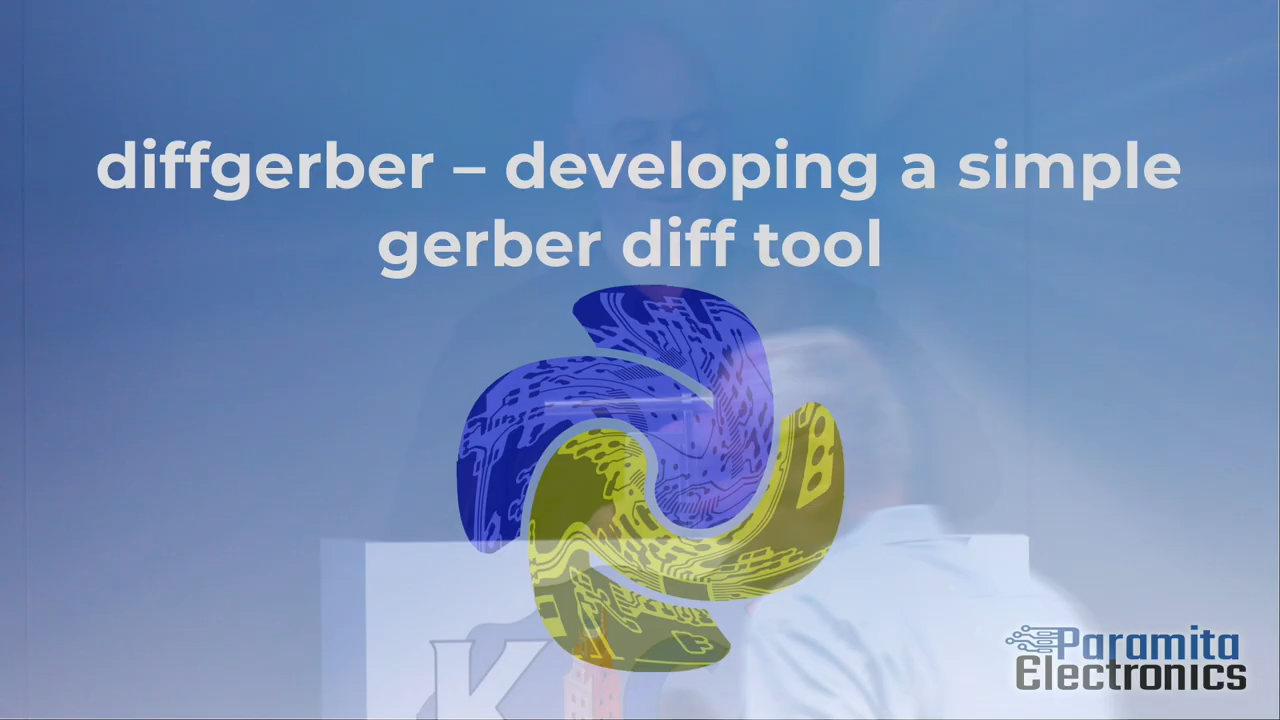 diffgerber – developing a simple
gerber diff tool
K
Paramita
Electronics